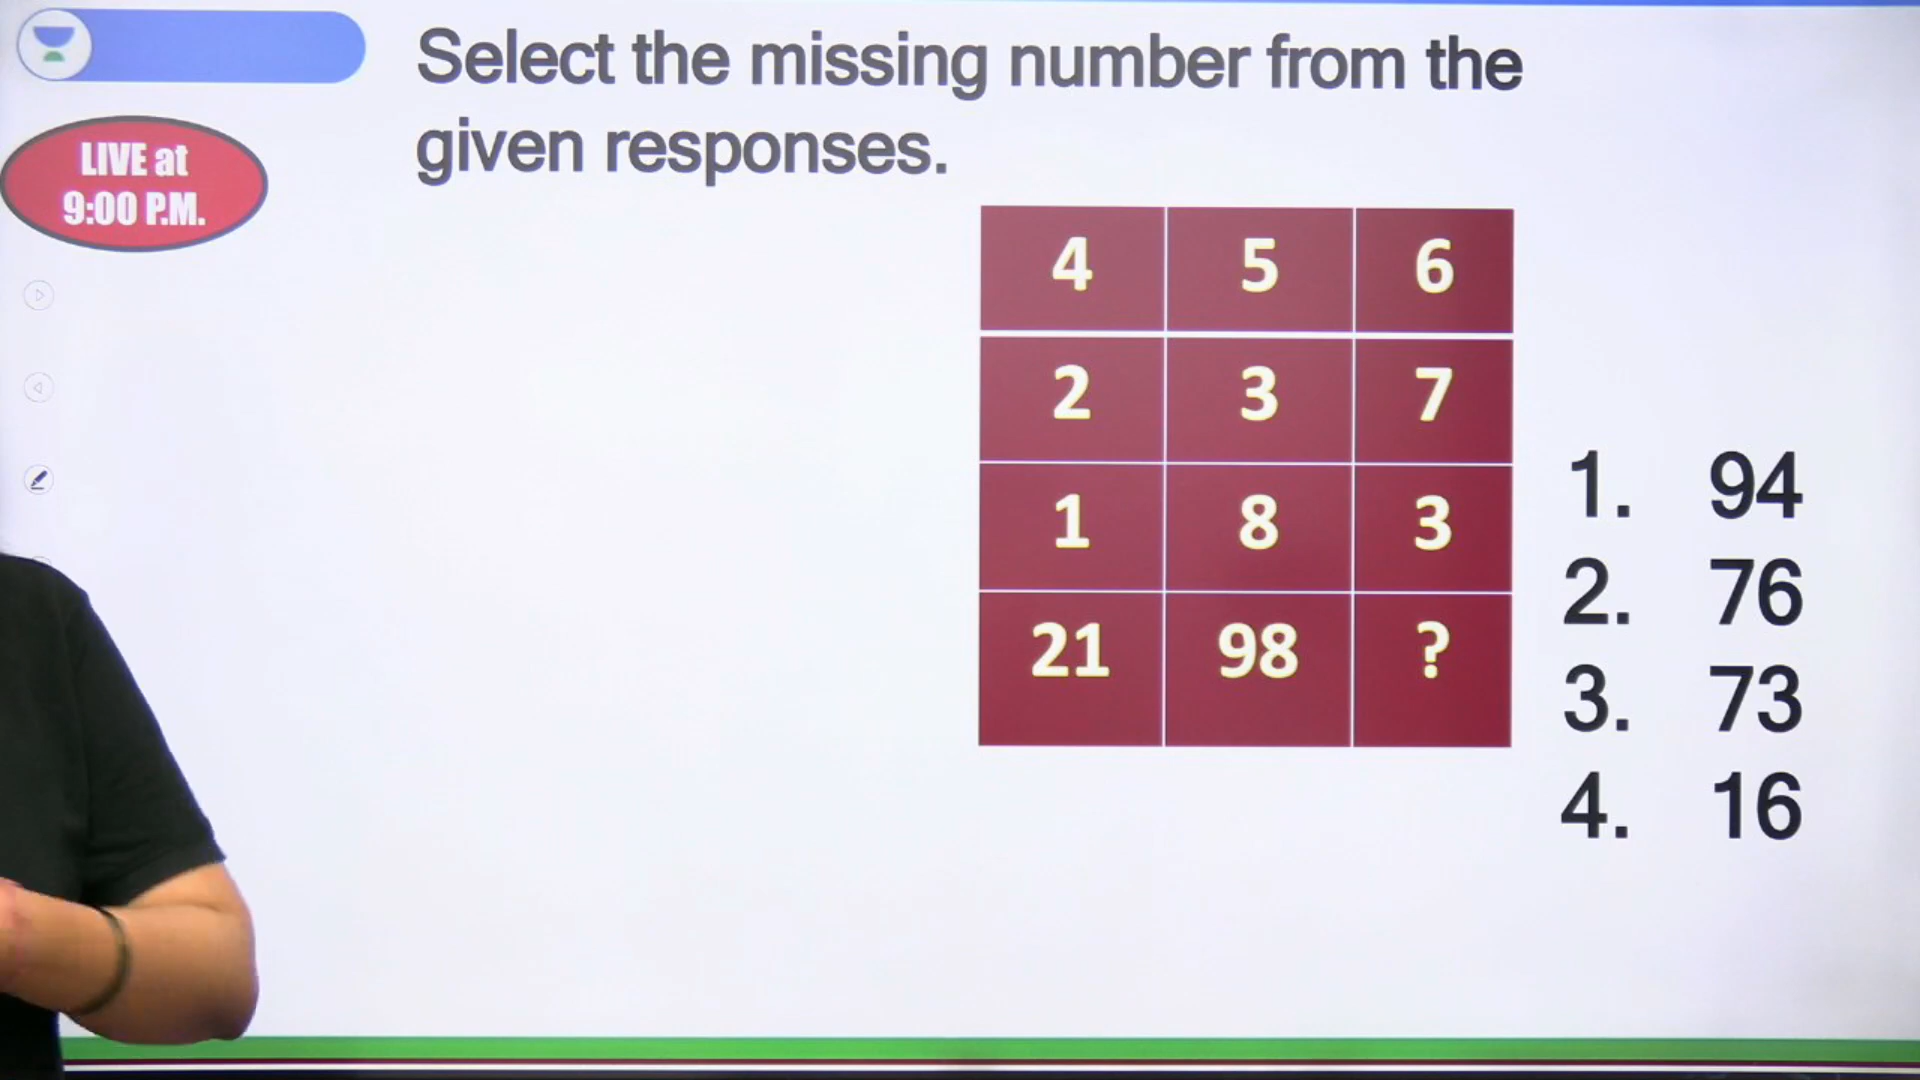 Select the missing number from the
given responses.
LIVE at
9:00 P.M.
4 5 6
2 3 7
1 8 3
21 98 ?
1. 94
2. 76
3. 73
4. 16